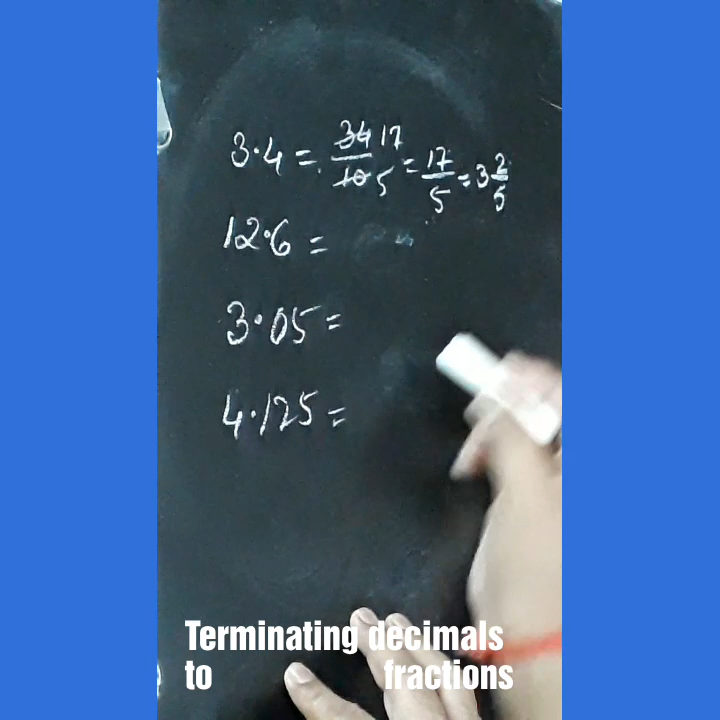 3.4 = 34/10 17/5 = 17/5 = 3 2/5
12.6 =
3.05 =
4.125 =
Terminating decimals
to fractions